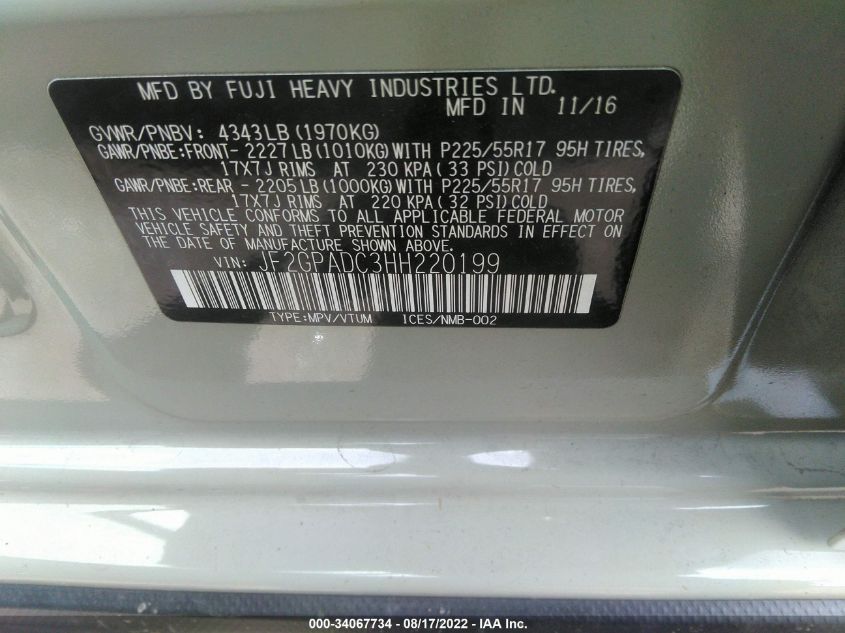 MFD BY FUJI HEAVY INDUSTRIES LTD.
MFD IN 11/16
GVWR/PNBV: 4343LB(1970KG)
GAWR/PNBE:FRONT- 2227LB(1010KG)WITH P225/55R17 95H TIRES,
17X7J RIMS AT 230 KPA(33 PSI)COLD
GAWR/PNBE:REAR - 2205LB(1000KG)WITH P225/55R17 95H TIRES,
17X7J RIMS AT 220 KPA(32 PSI)COLD
THIS VEHICLE CONFORMS TO ALL APPLICABLE FEDERAL MOTOR
VEHICLE SAFETY AND THEFT PREVENTION STANDARDS IN EFFECT ON
THE DATE OF MANUFACTURE SHOWN ABOVE.
VIN: JF2GPADC3HH220199
TYPE:MPV/VTUM ICES/NMB-002
000-34067734 - 08/17/2022 - IAA Inc.